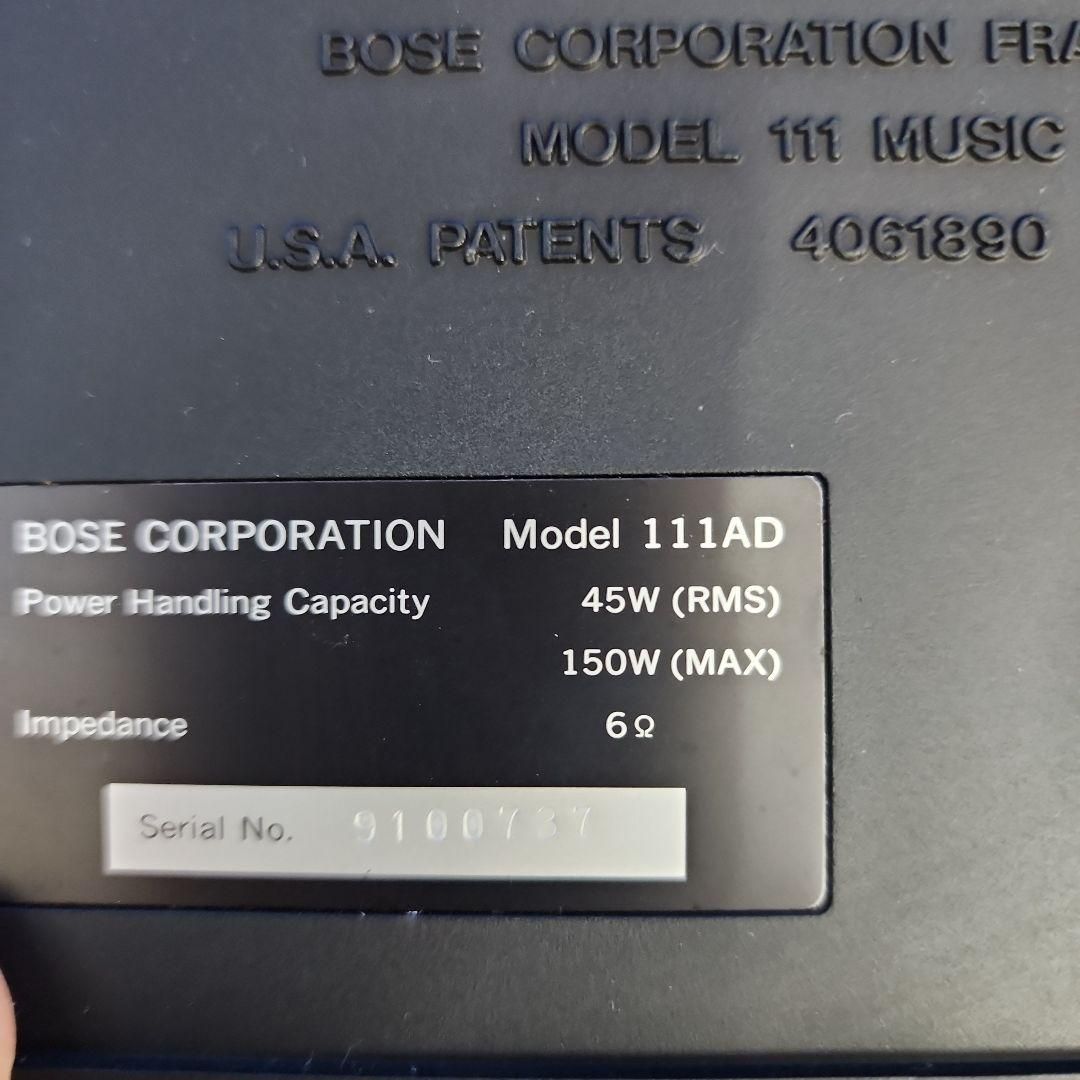 BOSE CORPORATION FRA
MODEL 111 MUSIC
U.S.A. PATENTS 4061890
BOSE CORPORATION Model 111AD
Power Handling Capacity 45W (RMS)
150W (MAX)
Impedance 6Ω
Serial No. 9100737